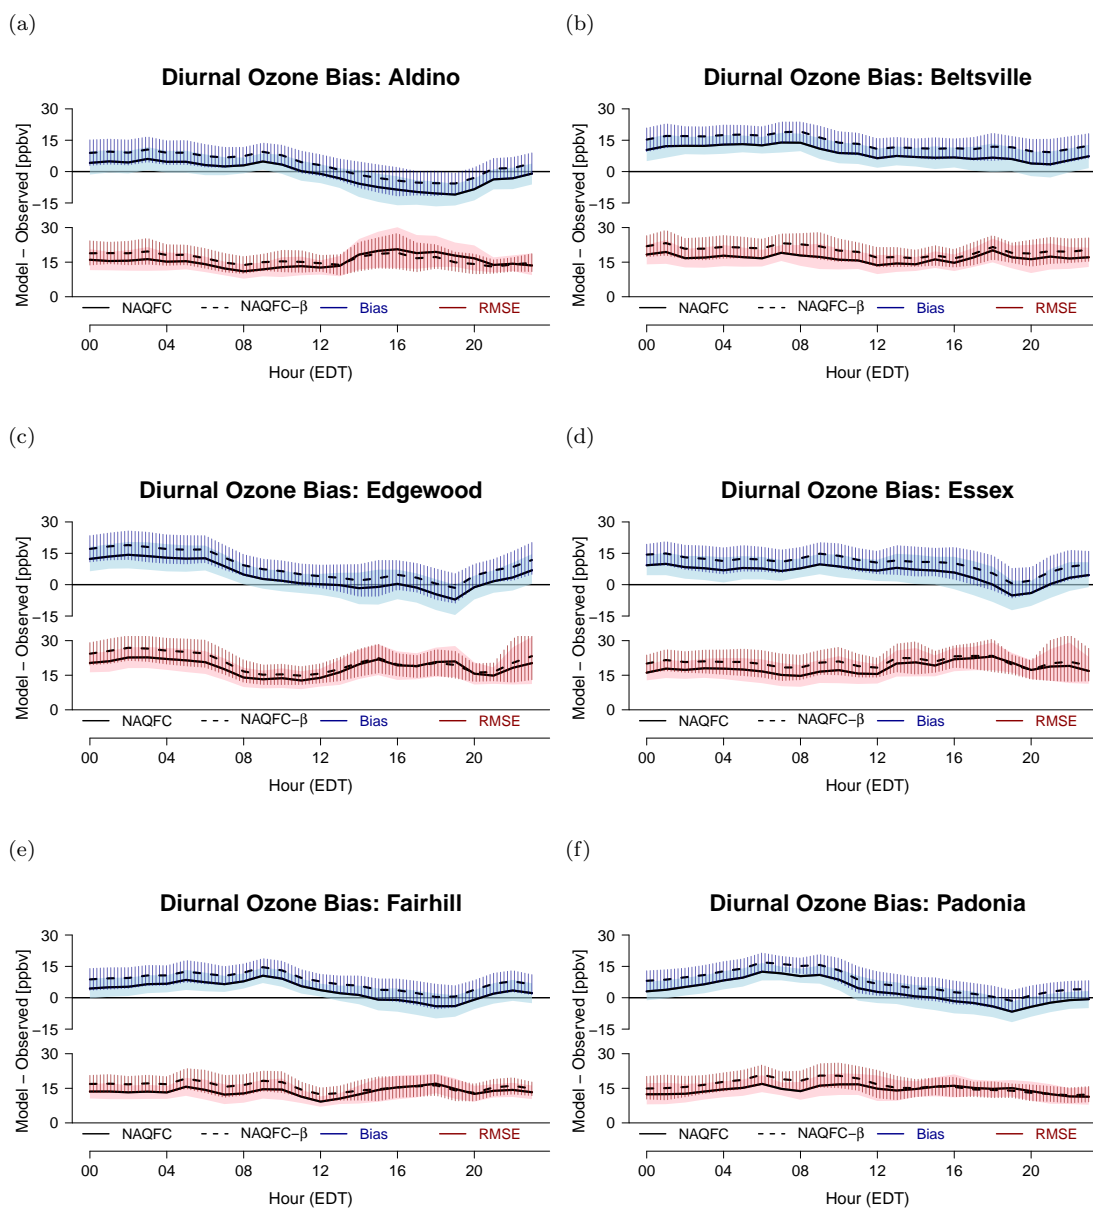 (a)
Diurnal Ozone Bias: Aldino
Model − Observed [ppbv]
30
15
0
−15
30
15
0
NAQFC
NAQFC−β
Bias
RMSE
00 04 08 12 16 20
Hour (EDT)
(b)
Diurnal Ozone Bias: Beltsville
Model − Observed [ppbv]
30
15
0
−15
30
15
0
NAQFC
NAQFC−β
Bias
RMSE
00 04 08 12 16 20
Hour (EDT)
(c)
Diurnal Ozone Bias: Edgewood
Model − Observed [ppbv]
30
15
0
−15
30
15
0
NAQFC
NAQFC−β
Bias
RMSE
00 04 08 12 16 20
Hour (EDT)
(d)
Diurnal Ozone Bias: Essex
Model − Observed [ppbv]
30
15
0
−15
30
15
0
NAQFC
NAQFC−β
Bias
RMSE
00 04 08 12 16 20
Hour (EDT)
(e)
Diurnal Ozone Bias: Fairhill
Model − Observed [ppbv]
30
15
0
−15
30
15
0
NAQFC
NAQFC−β
Bias
RMSE
00 04 08 12 16 20
Hour (EDT)
(f)
Diurnal Ozone Bias: Padonia
Model − Observed [ppbv]
30
15
0
−15
30
15
0
NAQFC
NAQFC−β
Bias
RMSE
00 04 08 12 16 20
Hour (EDT)